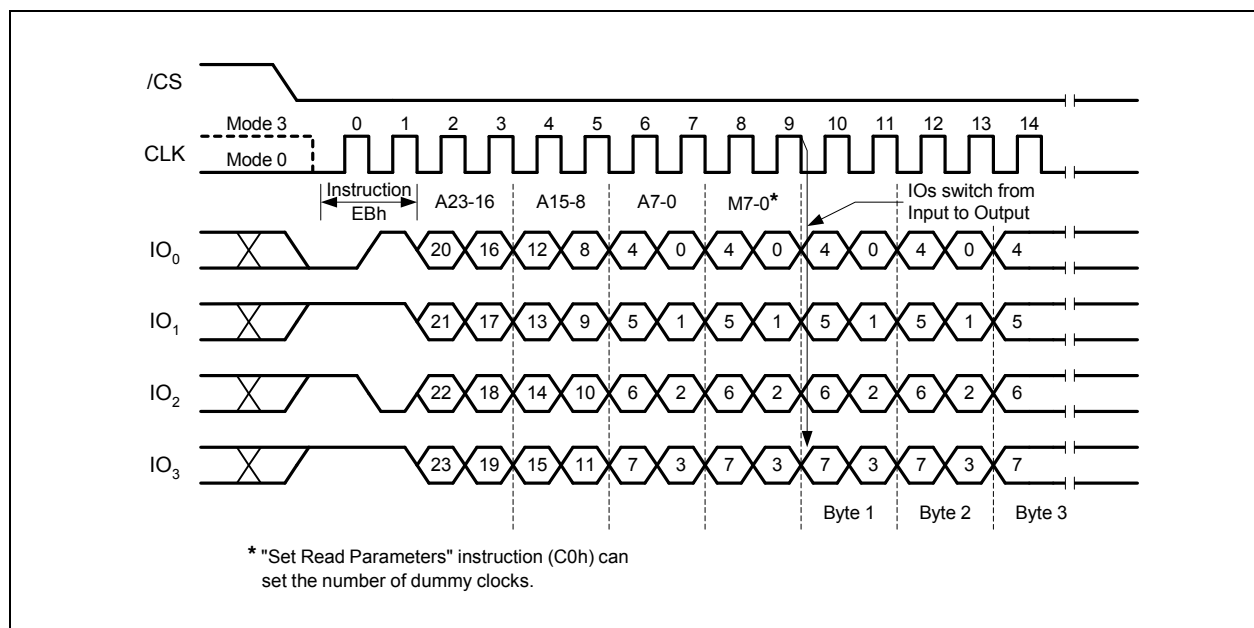 /CS
Mode 3 0 1 2 3 4 5 6 7 8 9 10 11 12 13 14
CLK
Mode 0
Instruction
EBh
A23-16 A15-8 A7-0 M7-0*
IOs switch from
Input to Output
IO0 20 16 12 8 4 0 4 0 4 0 4 0 4
IO1 21 17 13 9 5 1 5 1 5 1 5 1 5
IO2 22 18 14 10 6 2 6 2 6 2 6 2 6
IO3 23 19 15 11 7 3 7 3 7 3 7 3 7
Byte 1 Byte 2 Byte 3
* "Set Read Parameters" instruction (C0h) can
set the number of dummy clocks.